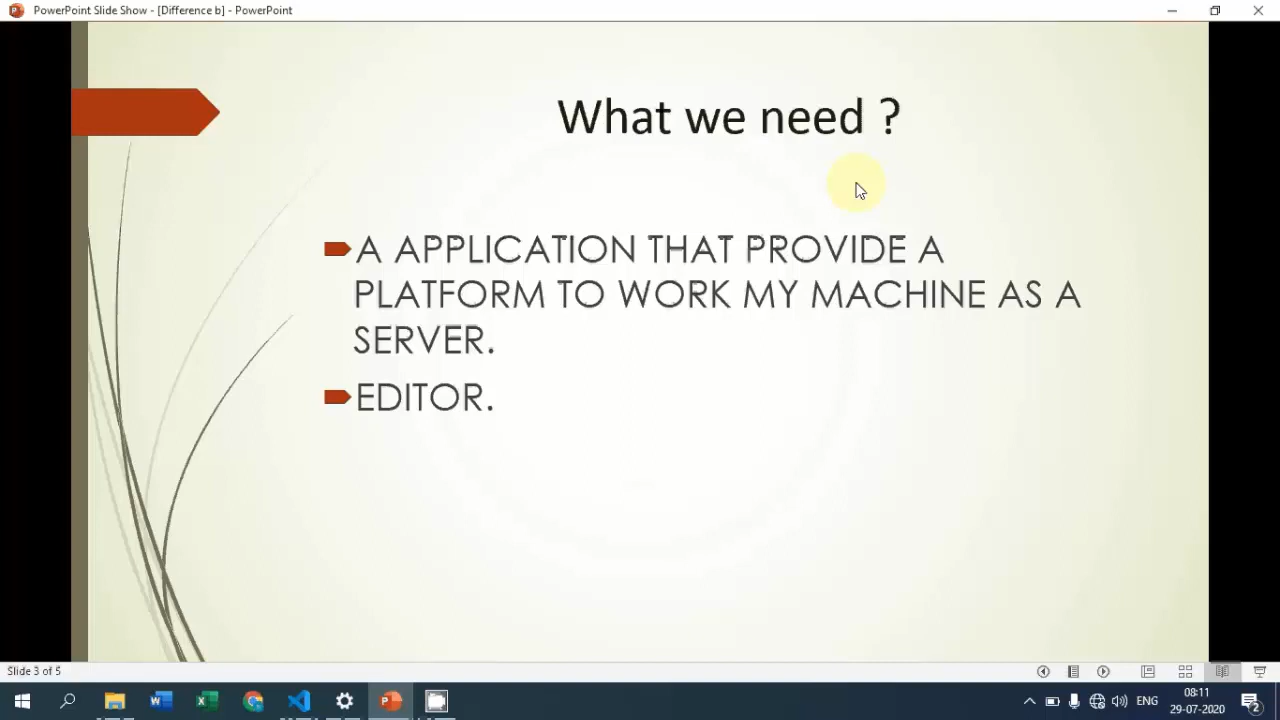 PowerPoint Slide Show - [Difference b] - PowerPoint
What we need ?
A APPLICATION THAT PROVIDE A
PLATFORM TO WORK MY MACHINE AS A
SERVER.
EDITOR.
Slide 3 of 5
ENG
08:11
29-07-2020
2